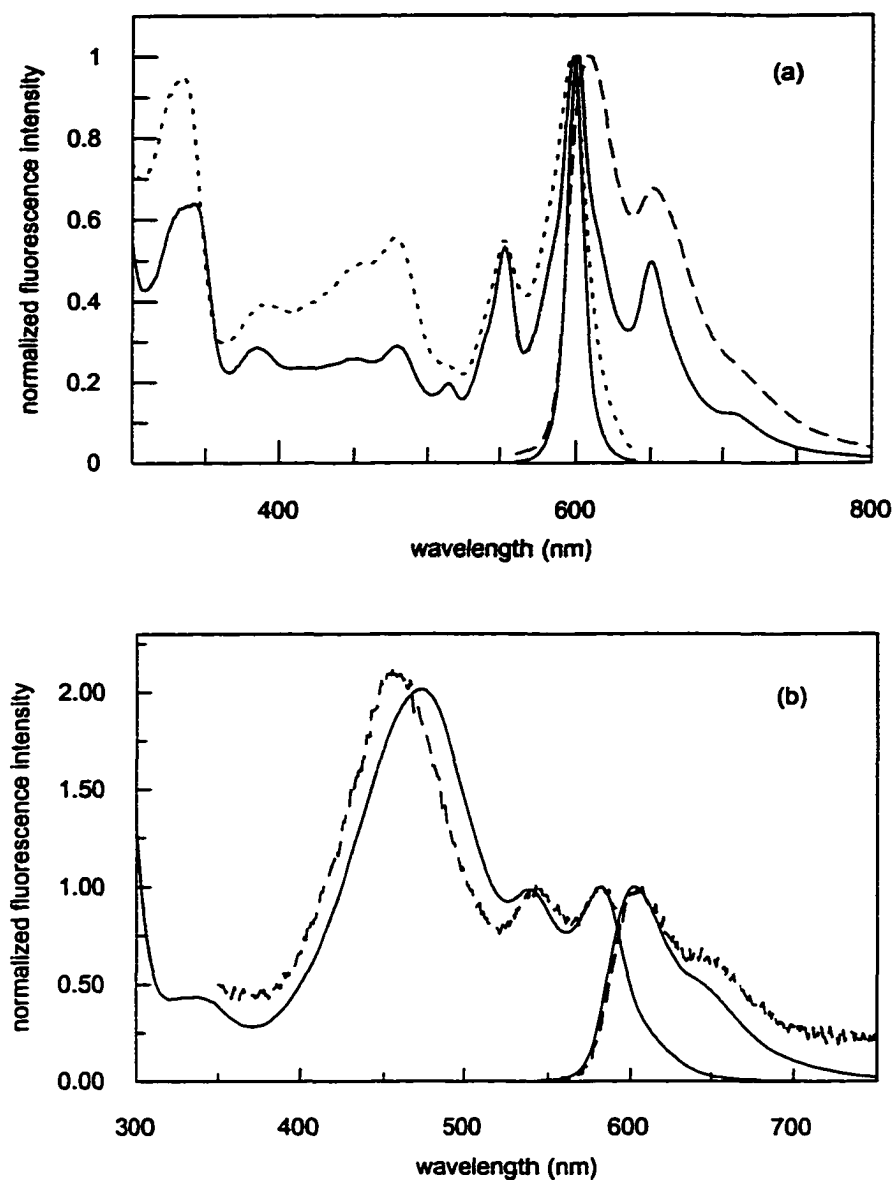 (a)
normalized fluorescence intensity
1
0.8
0.6
0.4
0.2
0
400 600 800
wavelength (nm)
(b)
normalized fluorescence intensity
2.00
1.50
1.00
0.50
0.00
300 400 500 600 700
wavelength (nm)